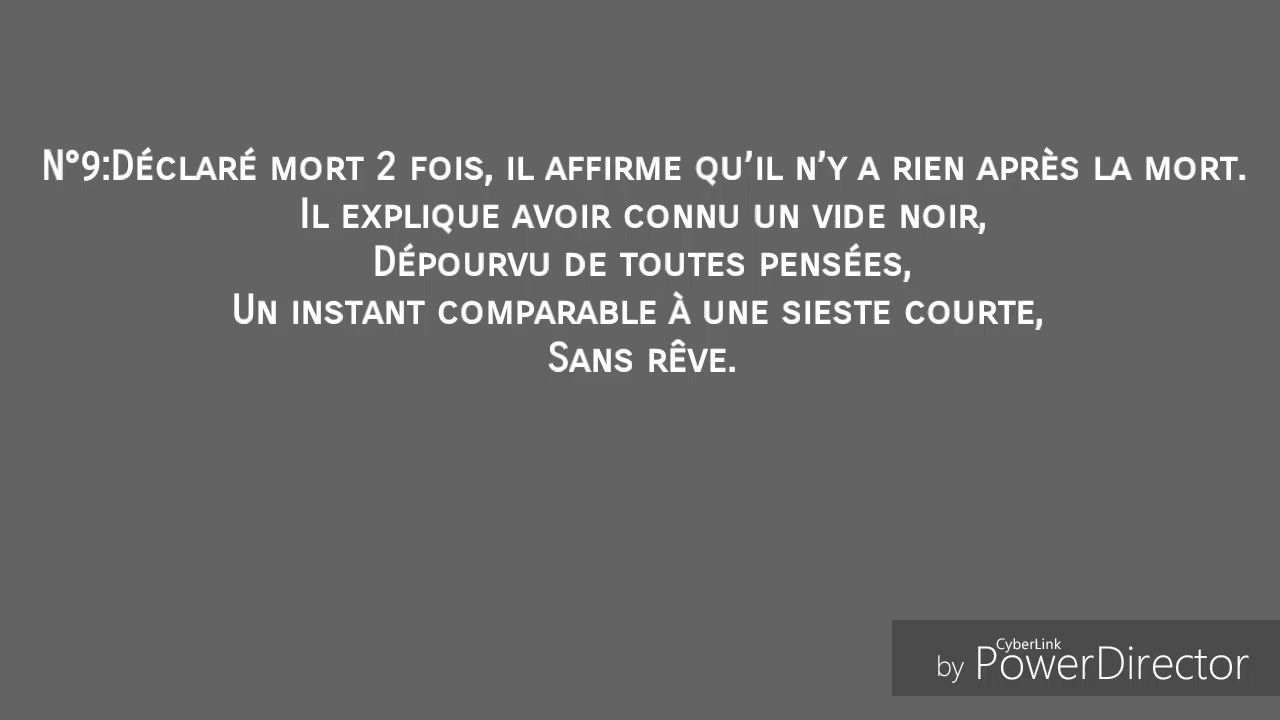 N°9:Déclaré mort 2 fois, il affirme qu'il n'y a rien après la mort.
Il explique avoir connu un vide noir,
Dépourvu de toutes pensées,
Un instant comparable à une sieste courte,
Sans rêve.
by CyberLink PowerDirector